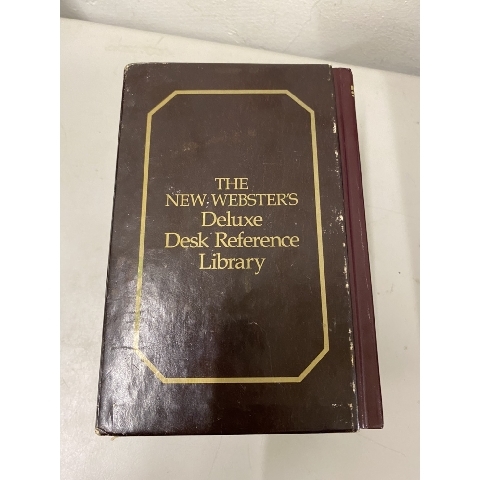 THE
NEW WEBSTER'S
Deluxe
Desk Reference
Library